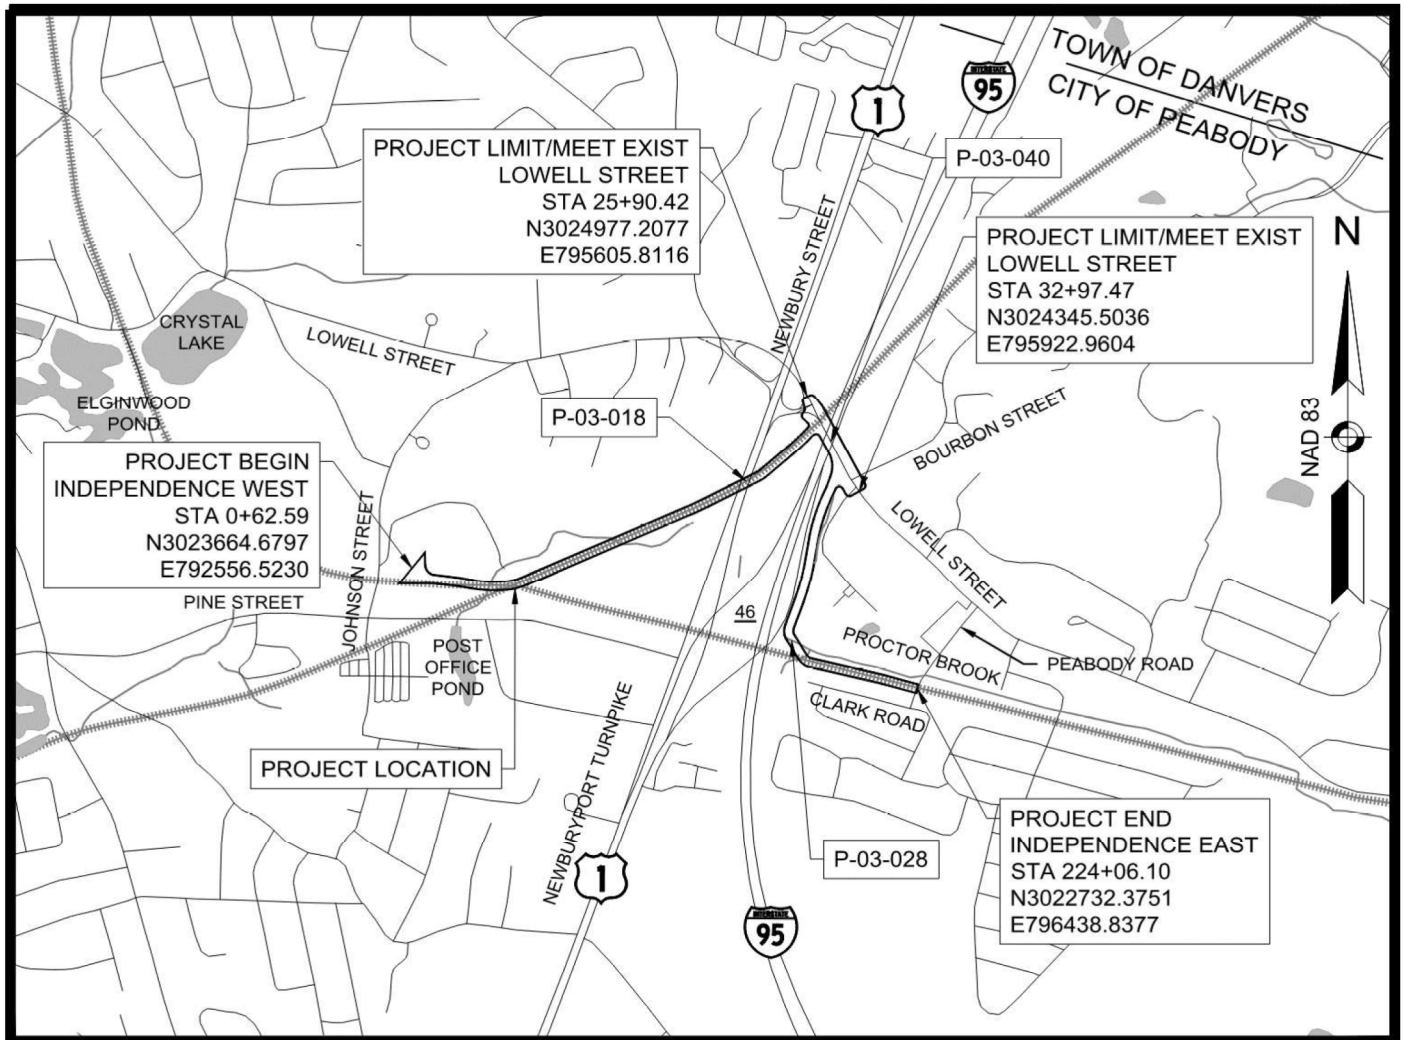 TOWN OF DANVERS
CITY OF PEABODY
INTERSTATE
95
1
P-03-040
PROJECT LIMIT/MEET EXIST
LOWELL STREET
STA 25+90.42
N3024977.2077
E795605.8116
NEWBURY STREET
PROJECT LIMIT/MEET EXIST
LOWELL STREET
STA 32+97.47
N3024345.5036
E795922.9604
N
NAD 83
CRYSTAL
LAKE
LOWELL STREET
ELGINWOOD
POND
P-03-018
BOURBON STREET
PROJECT BEGIN
INDEPENDENCE WEST
STA 0+62.59
N3023664.6797
E792556.5230
JOHNSON STREET
LOWELL STREET
PINE STREET
46
POST
OFFICE
POND
PROCTOR BROOK
PEABODY ROAD
CLARK ROAD
PROJECT LOCATION
NEWBURYPORT TURNPIKE
P-03-028
PROJECT END
INDEPENDENCE EAST
STA 224+06.10
N3022732.3751
E796438.8377
1
INTERSTATE
95